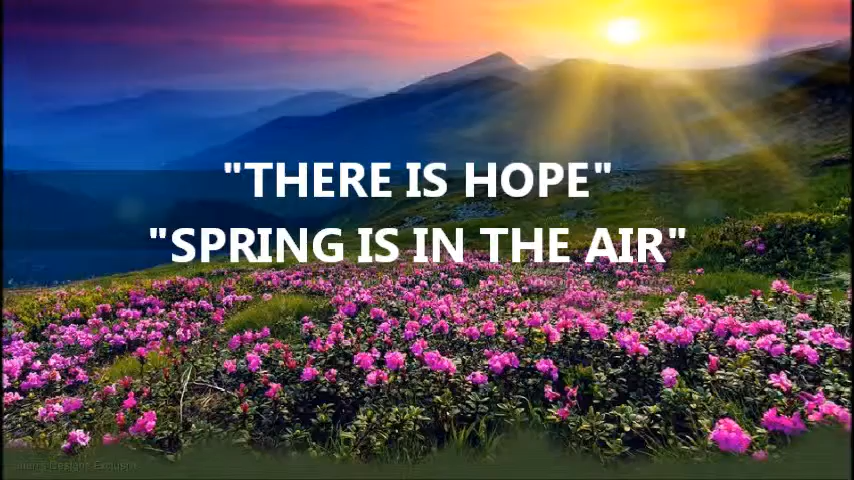 "THERE IS HOPE"
"SPRING IS IN THE AIR"